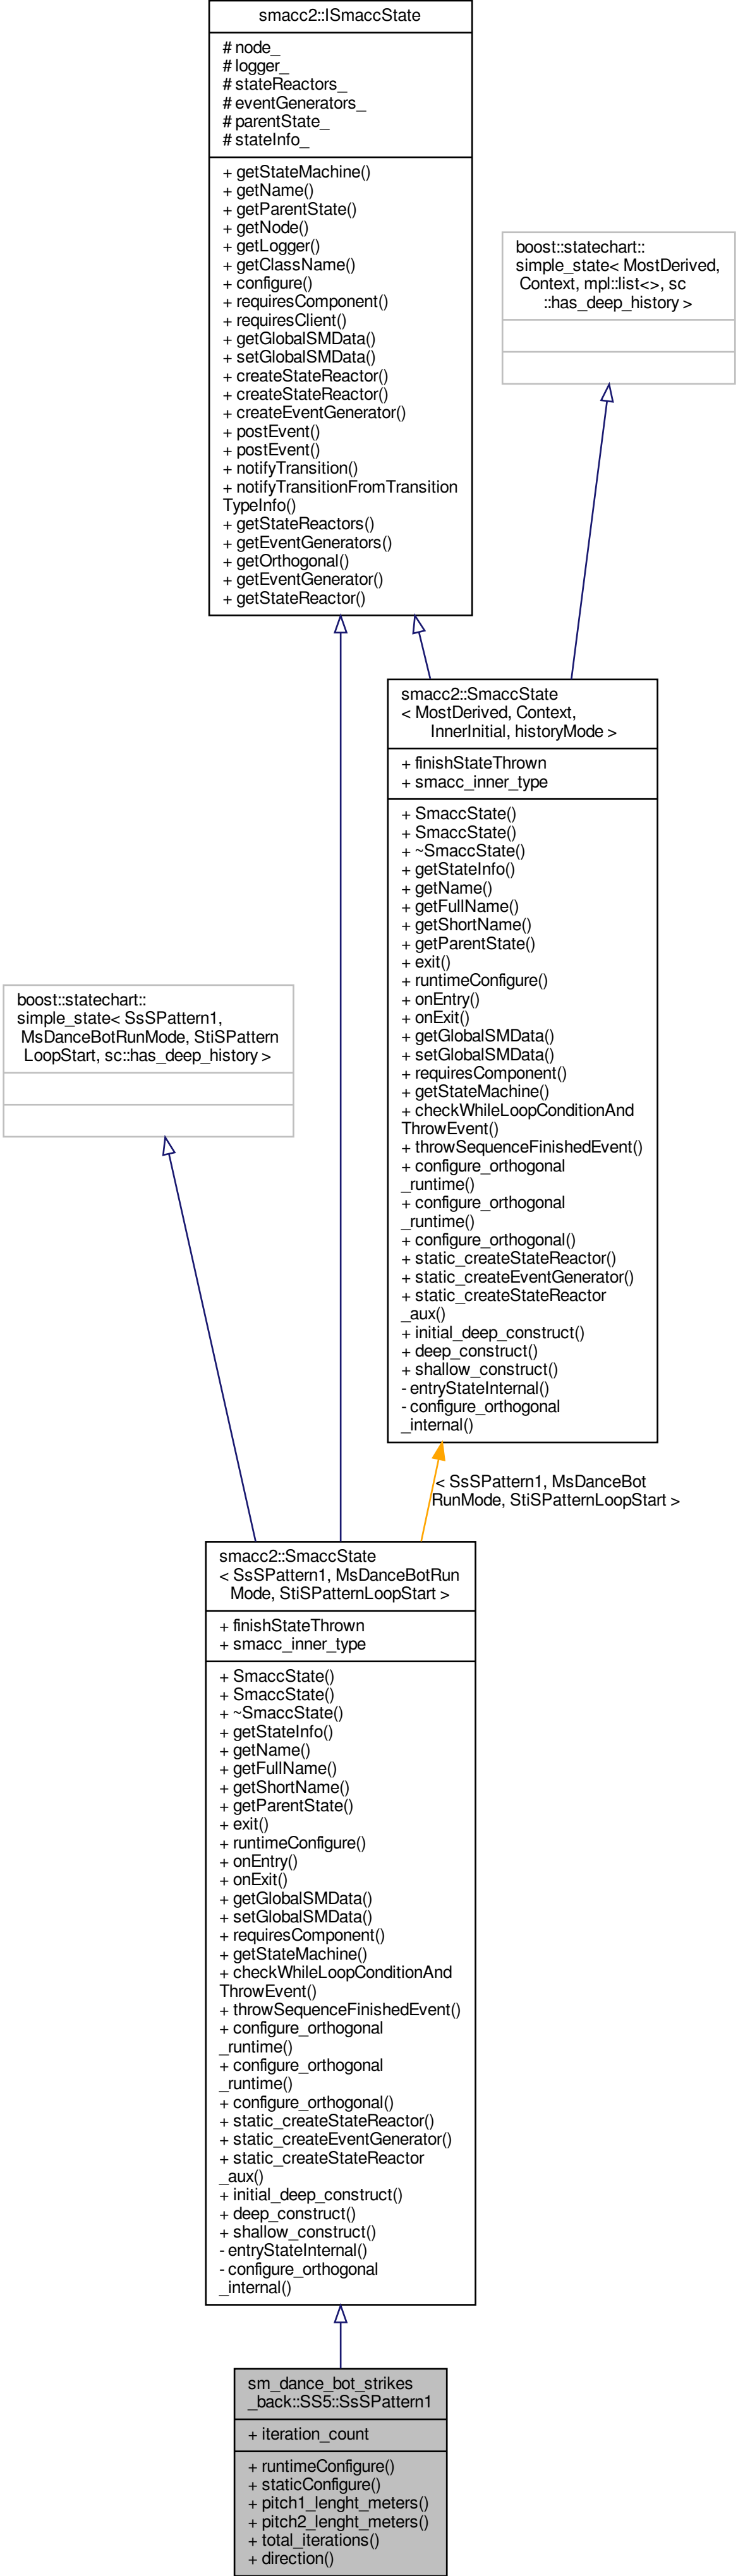 smacc2::ISmaccState
# node_
# logger_
# stateReactors_
# eventGenerators_
# parentState_
# stateInfo_
+ getStateMachine()
+ getName()
+ getParentState()
+ getNode()
+ getLogger()
+ getClassName()
+ configure()
+ requiresComponent()
+ requiresClient()
+ getGlobalSMData()
+ setGlobalSMData()
+ createStateReactor()
+ createStateReactor()
+ createEventGenerator()
+ postEvent()
+ postEvent()
+ notifyTransition()
+ notifyTransitionFromTransition
TypeInfo()
+ getStateReactors()
+ getEventGenerators()
+ getOrthogonal()
+ getEventGenerator()
+ getStateReactor()
boost::statechart::
simple_state< MostDerived,
Context, mpl::list<>, sc
::has_deep_history >
smacc2::SmaccState
< MostDerived, Context,
InnerInitial, historyMode >
+ finishStateThrown
+ smacc_inner_type
+ SmaccState()
+ SmaccState()
+ ~SmaccState()
+ getStateInfo()
+ getName()
+ getFullName()
+ getShortName()
+ getParentState()
+ exit()
+ runtimeConfigure()
+ onEntry()
+ onExit()
+ getGlobalSMData()
+ setGlobalSMData()
+ requiresComponent()
+ getStateMachine()
+ checkWhileLoopConditionAnd
ThrowEvent()
+ throwSequenceFinishedEvent()
+ configure_orthogonal
_runtime()
+ configure_orthogonal
_runtime()
+ configure_orthogonal()
+ static_createStateReactor()
+ static_createEventGenerator()
+ static_createStateReactor
_aux()
+ initial_deep_construct()
+ deep_construct()
+ shallow_construct()
- entryStateInternal()
- configure_orthogonal
_internal()
boost::statechart::
simple_state< SsSPattern1,
MsDanceBotRunMode, StiSPattern
LoopStart, sc::has_deep_history >
< SsSPattern1, MsDanceBot
RunMode, StiSPatternLoopStart >
smacc2::SmaccState
< SsSPattern1, MsDanceBotRun
Mode, StiSPatternLoopStart >
+ finishStateThrown
+ smacc_inner_type
+ SmaccState()
+ SmaccState()
+ ~SmaccState()
+ getStateInfo()
+ getName()
+ getFullName()
+ getShortName()
+ getParentState()
+ exit()
+ runtimeConfigure()
+ onEntry()
+ onExit()
+ getGlobalSMData()
+ setGlobalSMData()
+ requiresComponent()
+ getStateMachine()
+ checkWhileLoopConditionAnd
ThrowEvent()
+ throwSequenceFinishedEvent()
+ configure_orthogonal
_runtime()
+ configure_orthogonal
_runtime()
+ configure_orthogonal()
+ static_createStateReactor()
+ static_createEventGenerator()
+ static_createStateReactor
_aux()
+ initial_deep_construct()
+ deep_construct()
+ shallow_construct()
- entryStateInternal()
- configure_orthogonal
_internal()
sm_dance_bot_strikes
_back::SS5::SsSPattern1
+ iteration_count
+ runtimeConfigure()
+ staticConfigure()
+ pitch1_lenght_meters()
+ pitch2_lenght_meters()
+ total_iterations()
+ direction()